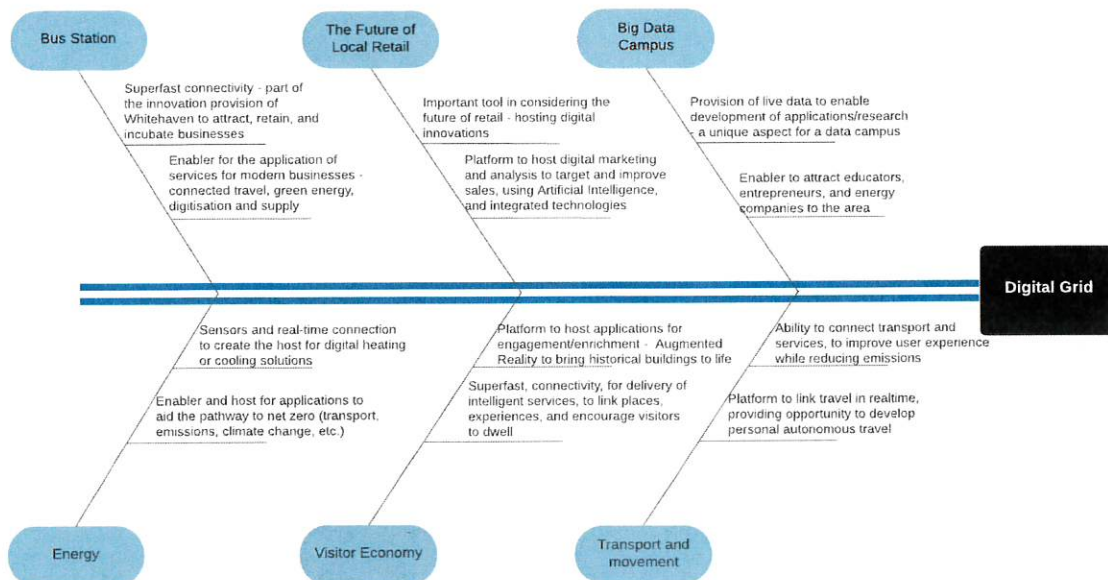 Bus Station
The Future of
Local Retail
Big Data
Campus
Superfast connectivity - part of
the innovation provision of
Whitehaven to attract, retain, and
incubate businesses
Enabler for the application of
services for modern businesses -
connected travel, green energy,
digitisation and supply
Important tool in considering the
future of retail - hosting digital
innovations
Platform to host digital marketing
and analysis to target and improve
sales, using Artificial Intelligence,
and integrated technologies
Provision of live data to enable
development of applications/research
- a unique aspect for a data campus
Enabler to attract educators,
entrepreneurs, and energy
companies to the area
Digital Grid
Sensors and real-time connection
to create the host for digital heating
or cooling solutions
Enabler and host for applications to
aid the pathway to net zero (transport,
emissions, climate change, etc.)
Platform to host applications for
engagement/enrichment - Augmented
Reality to bring historical buildings to life
Superfast, connectivity, for delivery of
intelligent services, to link places,
experiences, and encourage visitors
to dwell
Ability to connect transport and
services, to improve user experience
while reducing emissions
Platform to link travel in realtime,
providing opportunity to develop
personal autonomous travel
Energy
Visitor Economy
Transport and
movement